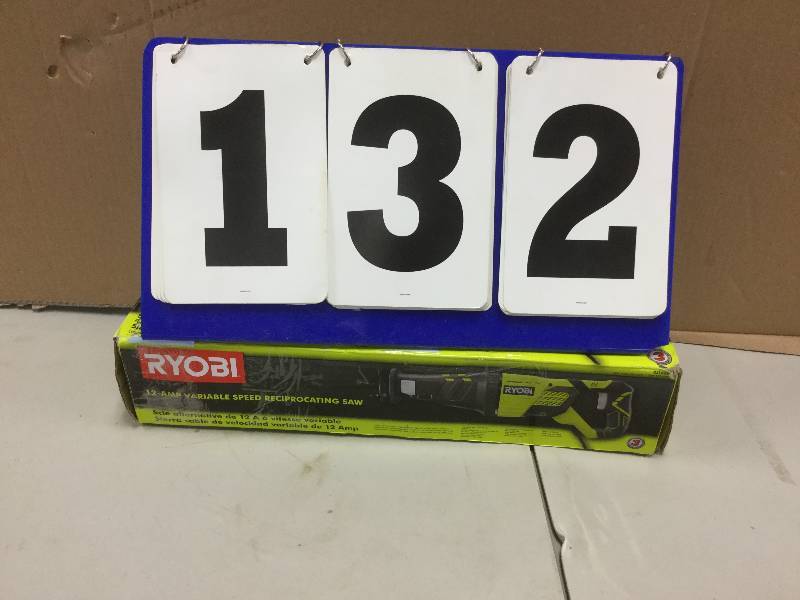 132
RYOBI
12-AMP VARIABLE SPEED RECIPROCATING SAW
Scie alternative de 12 A à vitesse variable
Sierra sable de velocidad variable de 12 Amp
RYOBI